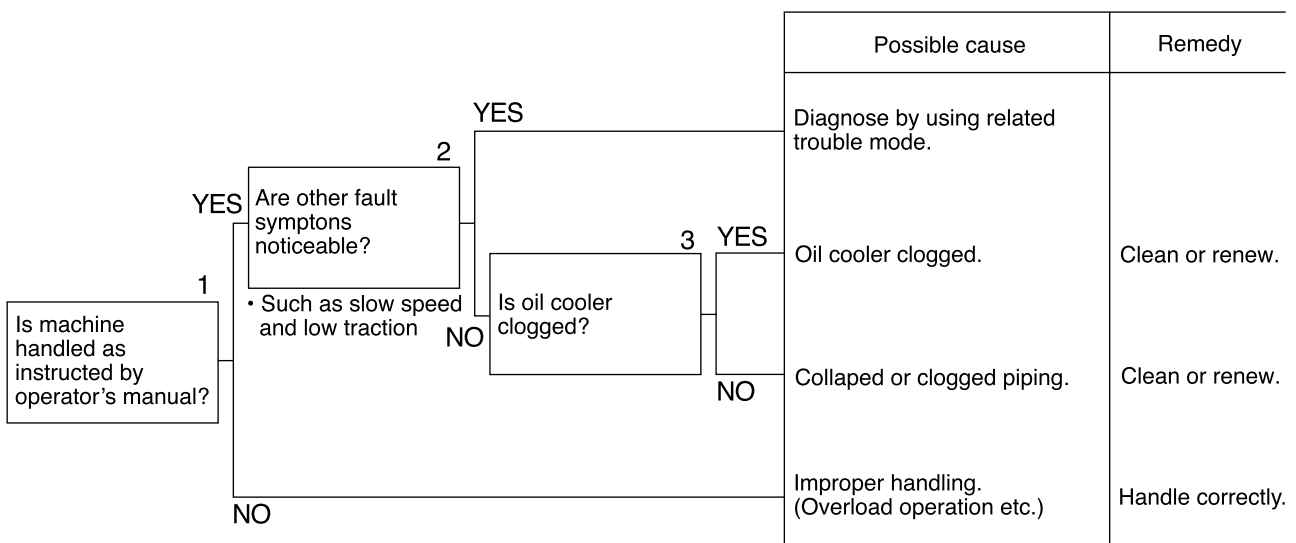 Possible cause
Remedy
YES
Diagnose by using related
trouble mode.
2
YES
Are other fault
symptons
noticeable?
3
YES
Oil cooler clogged.
Clean or renew.
1
• Such as slow speed
and low traction
NO
Is oil cooler
clogged?
Is machine
handled as
instructed by
operator's manual?
NO
Collaped or clogged piping.
Clean or renew.
NO
Improper handling.
(Overload operation etc.)
Handle correctly.